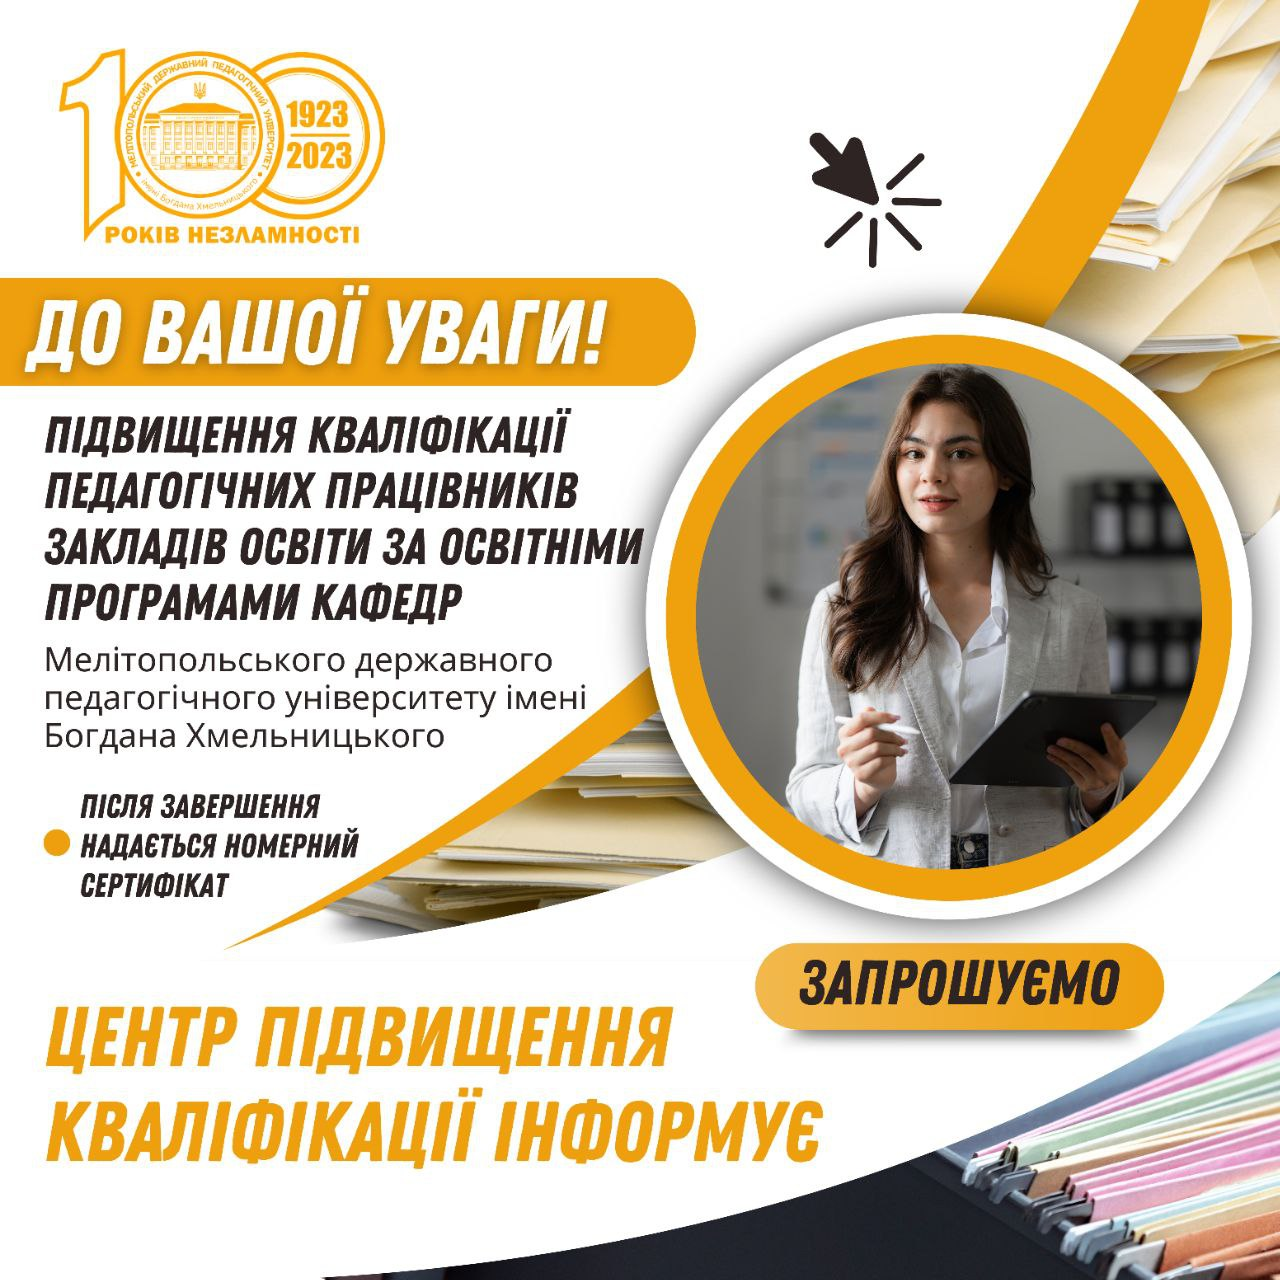 МЕЛІТОПОЛЬСЬКИЙ ДЕРЖАВНИЙ ПЕДАГОГІЧНИЙ УНІВЕРСИТЕТ
імені Богдана Хмельницького
1923
2023
РОКІВ НЕЗЛАМНОСТІ
100
ДО ВАШОЇ УВАГИ!
ПІДВИЩЕННЯ КВАЛІФІКАЦІЇ
ПЕДАГОГІЧНИХ ПРАЦІВНИКІВ
ЗАКЛАДІВ ОСВІТИ ЗА ОСВІТНІМИ
ПРОГРАМАМИ КАФЕДР
Мелітопольського державного
педагогічного університету імені
Богдана Хмельницького
ПІСЛЯ ЗАВЕРШЕННЯ
НАДАЄТЬСЯ НОМЕРНИЙ
СЕРТИФІКАТ
ЗАПРОШУЄМО
ЦЕНТР ПІДВИЩЕННЯ
КВАЛІФІКАЦІЇ ІНФОРМУЄ